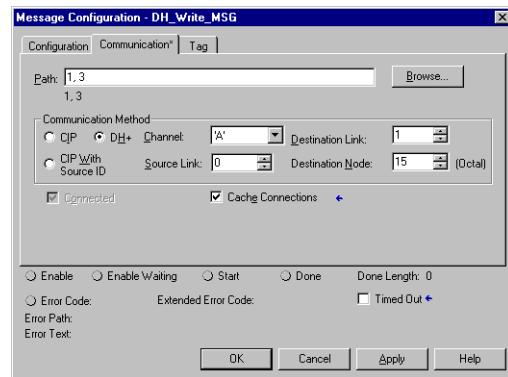 Message Configuration - DH_Write_MSG
Configuration Communication* Tag
Path: 1, 3 Browse...
1, 3
Communication Method
CIP DH+ Channel: 'A' Destination Link: 1
CIP With Source ID Source Link: 0 Destination Node: 15 (Octal)
Connected Cache Connections ←
Enable Enable Waiting Start Done Done Length: 0
Error Code: Extended Error Code: Timed Out ←
Error Path:
Error Text:
OK Cancel Apply Help